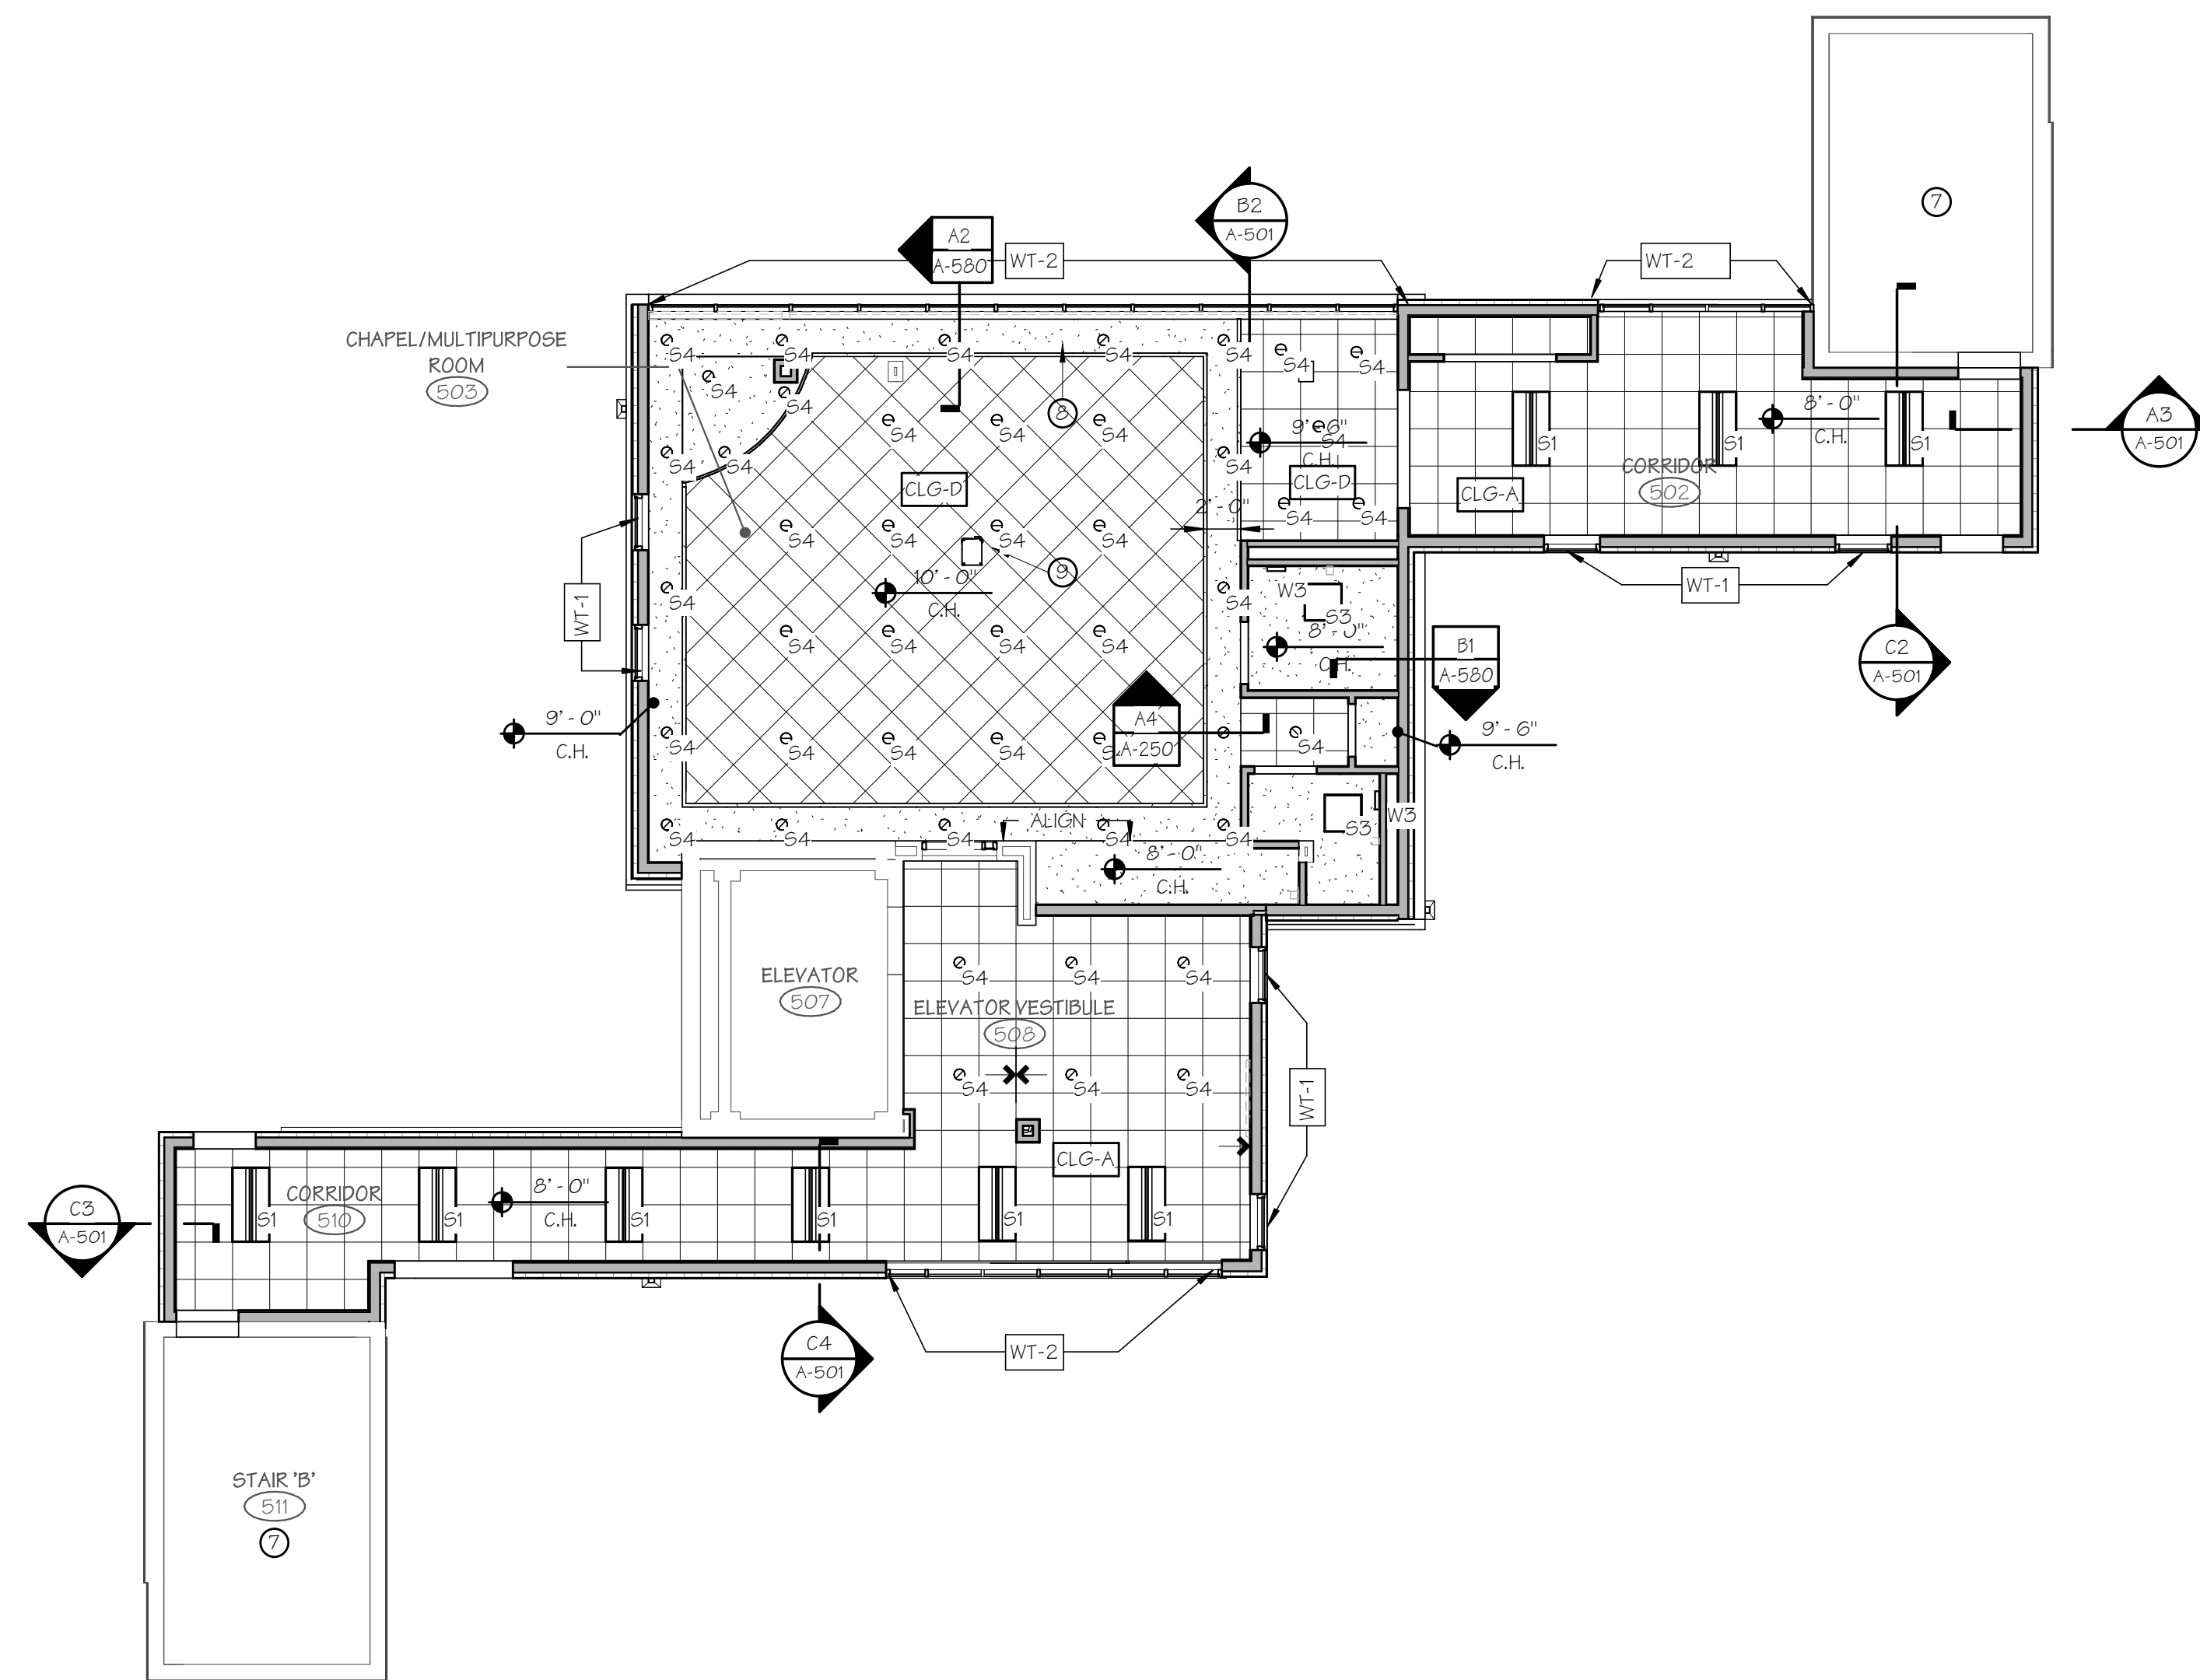 7
B2
A-501
A2
A-580
WT-2
WT-2
CHAPEL/MULTIPURPOSE
ROOM
503
S4
S4
S4
S4
S4
S4
S4
S4
S4
8
8' - 0"
C.H.
A3
A-501
S4
S4
S4
9' - 6"
S4
C.H.
S1
S1
S1
S4
S4
S4
CORRIDOR
502
CLG-D
CLG-D
CLG-A
2' - 0"
S4
S4
S4
S4
S4
S4
9
10' - 0"
C.H.
WT-1
WT-1
W3
S3
S4
S4
8' - 0"
C.H.
S4
S4
S4
S4
B1
A-580
C2
A-501
9' - 0"
C.H.
A4
A-250
9' - 6"
C.H.
S4
S4
S4
S4
S4
S4
S4
S4
S4
ALIGN
S4
S4
S3
W3
8' - 0"
C.H.
ELEVATOR
507
S4
S4
S4
ELEVATOR VESTIBULE
508
S4
S4
S4
WT-1
CLG-A
C3
A-501
CORRIDOR
510
8' - 0"
C.H.
S1
S1
S1
S1
S1
S1
C4
A-501
WT-2
STAIR 'B'
511
7